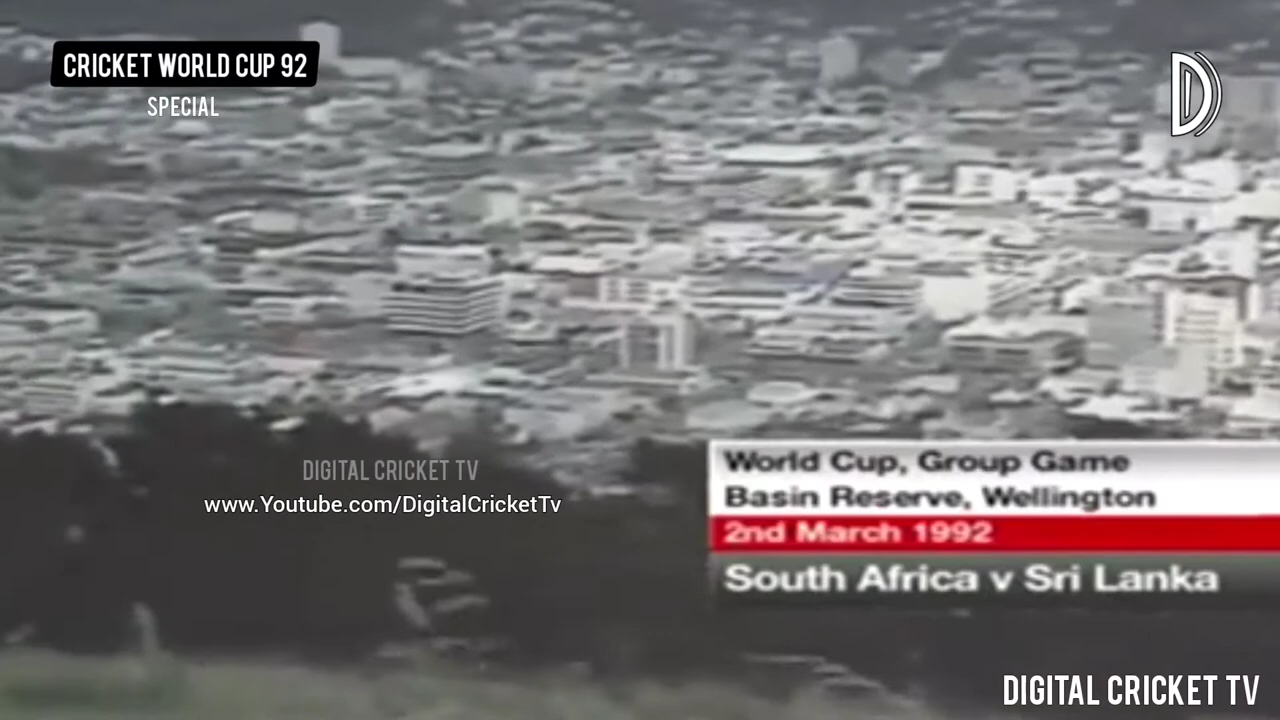 CRICKET WORLD CUP 92
SPECIAL
D
DIGITAL CRICKET TV
www.Youtube.com/DigitalCricketTv
World Cup, Group Game
Basin Reserve, Wellington
2nd March 1992
South Africa v Sri Lanka
DIGITAL CRICKET TV